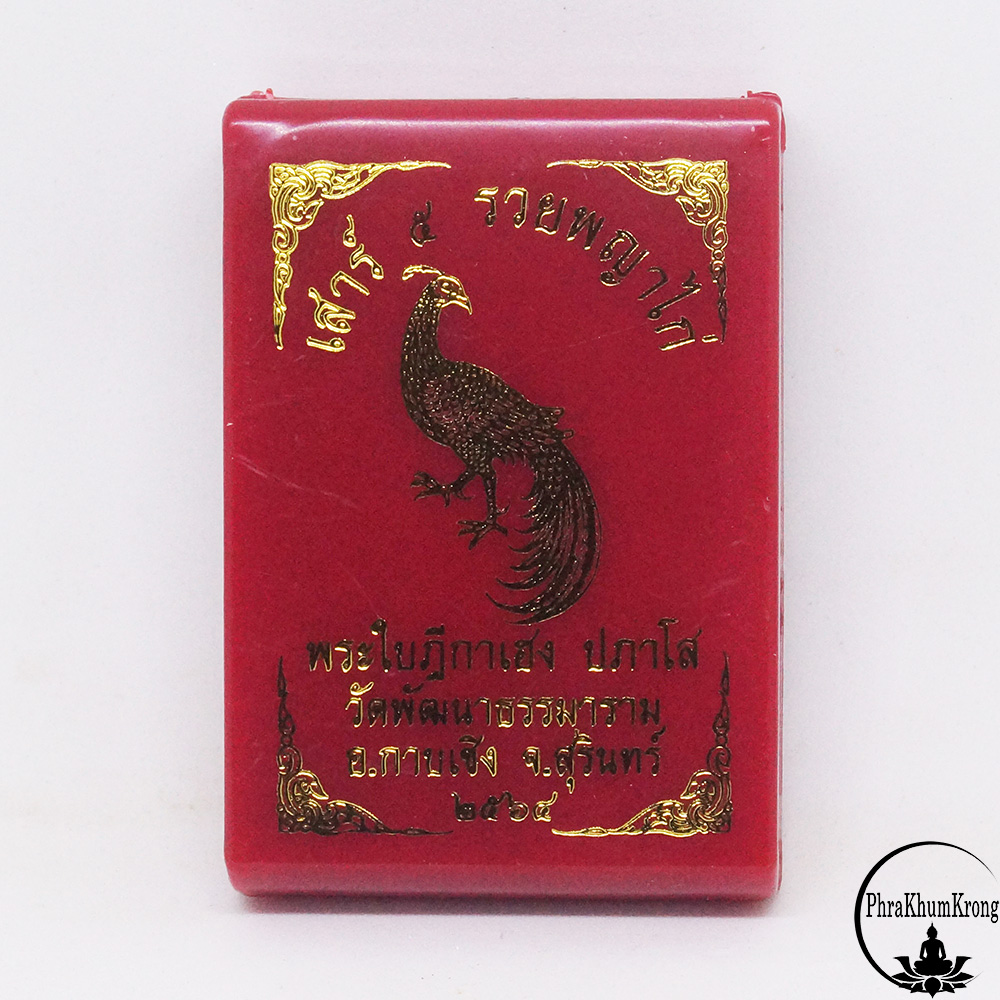 เสาร์ ๕ รวยพญาไก่
พระใบฎีกาเฮง ปภาโส
วัดพัฒนาธรรมาราม
อ.กาบเชิง จ.สุรินทร์
๒๕๖๔
PhraKhumKrong